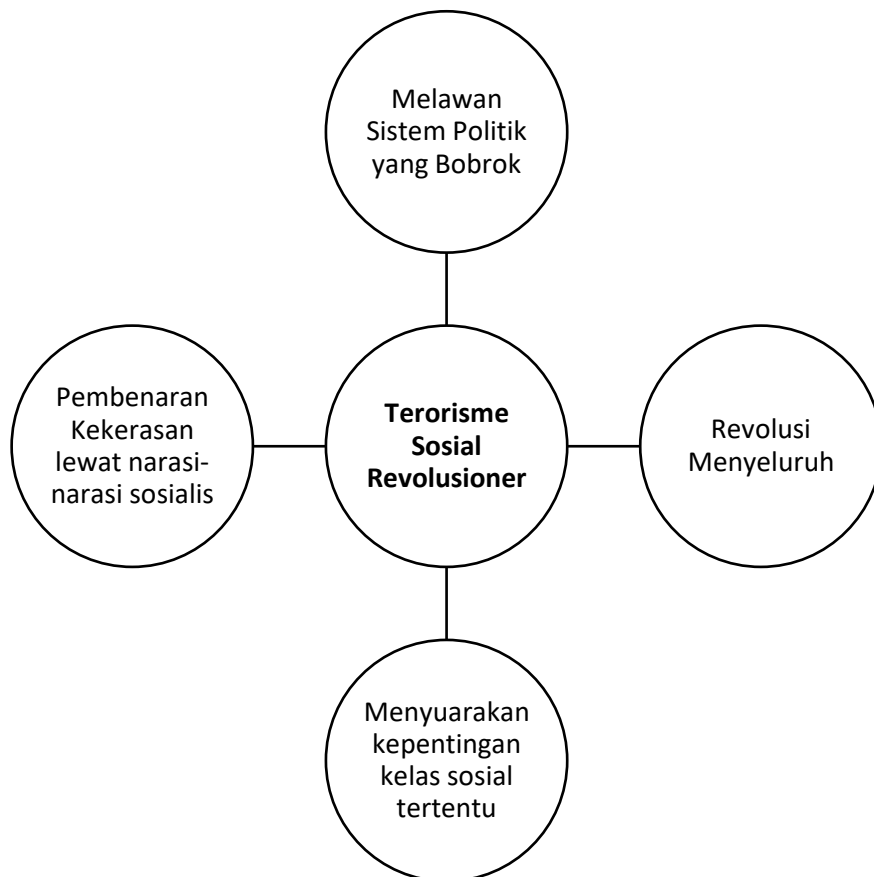 Melawan
Sistem Politik
yang Bobrok
Pembenaran
Kekerasan
lewat narasi-
narasi sosialis
Terorisme
Sosial
Revolusioner
Revolusi
Menyeluruh
Menyuarakan
kepentingan
kelas sosial
tertentu